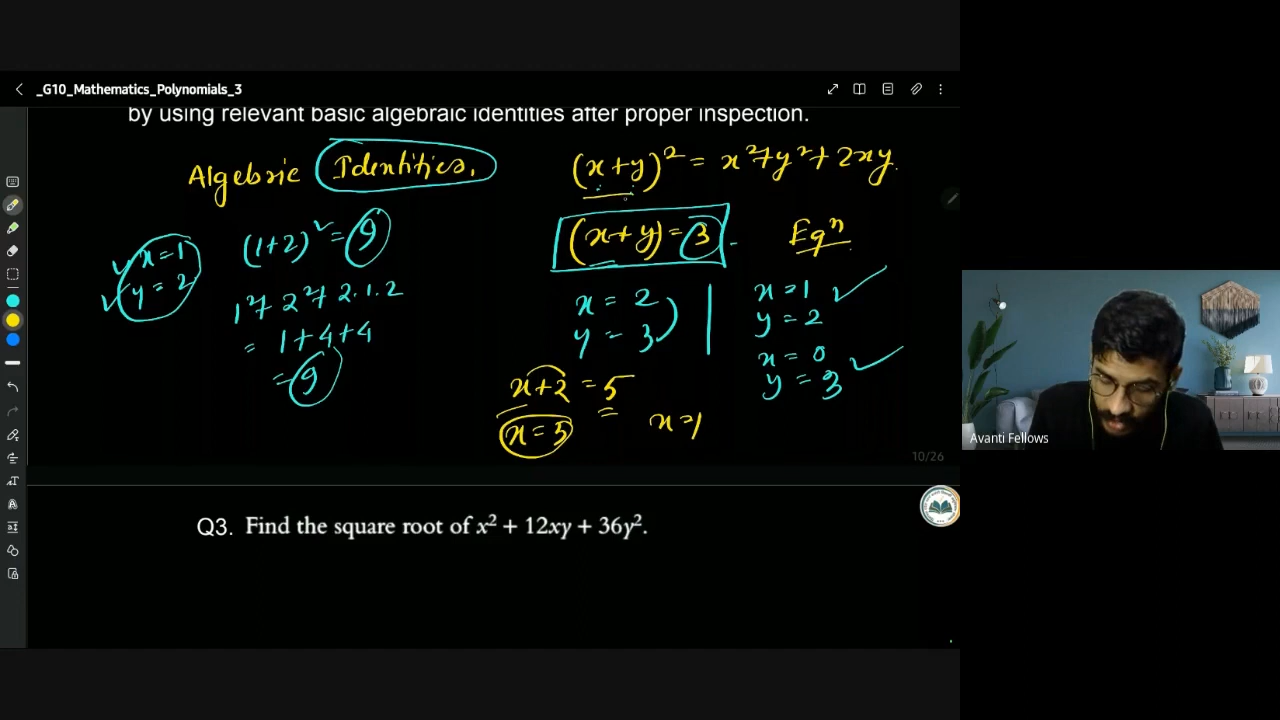 _G10_Mathematics_Polynomials_3
by using relevant basic algebraic identities after proper inspection.
Algebric Identities.
(x+y)² = x²+y²+2xy.
x=1
y=2
(1+2)²=9
1²+2²+2.1.2
= 1+4+4
=9
(x+y)=3
Eqⁿ
x = 2
y = 3
x=1
y=2
x=0
y=3
x+2=5
x=5
x=1
10/26
Q3. Find the square root of x² + 12xy + 36y².
Avanti Fellows